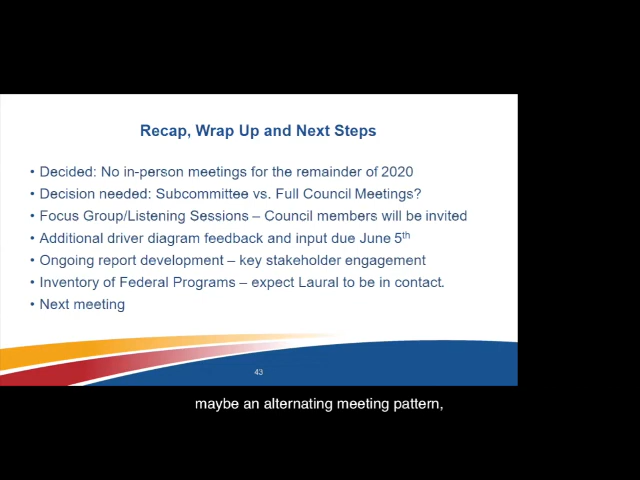 Recap, Wrap Up and Next Steps
• Decided: No in-person meetings for the remainder of 2020
• Decision needed: Subcommittee vs. Full Council Meetings?
• Focus Group/Listening Sessions – Council members will be invited
• Additional driver diagram feedback and input due June 5th
• Ongoing report development – key stakeholder engagement
• Inventory of Federal Programs – expect Laural to be in contact.
• Next meeting
43
maybe an alternating meeting pattern,